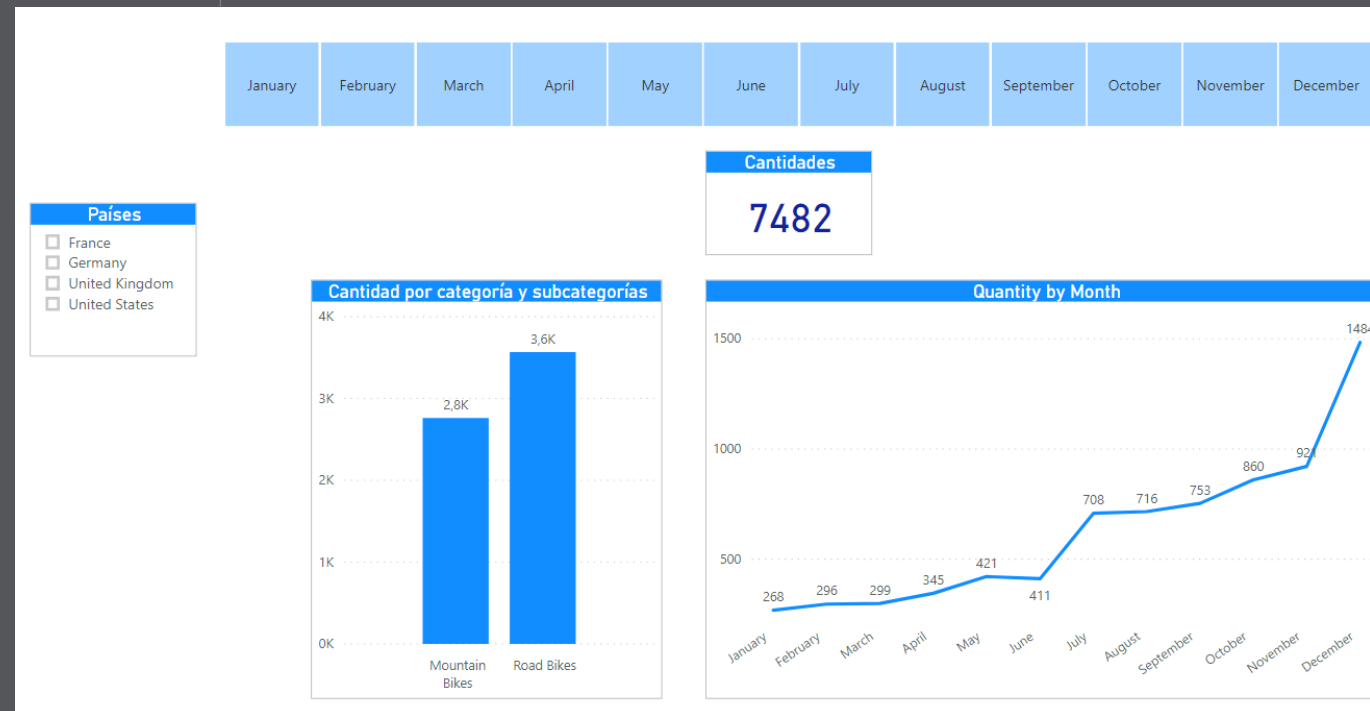 January February March April May June July August September October November December
Cantidades
7482
Países
France
Germany
United Kingdom
United States
Cantidad por categoría y subcategorías
4K
3,6K
3K
2,8K
2K
1K
0K
Mountain Bikes
Road Bikes
Quantity by Month
1500
1000
500
268 296 299 345 421 411 708 716 753 860 921 1484
January February March April May June July August September October November December